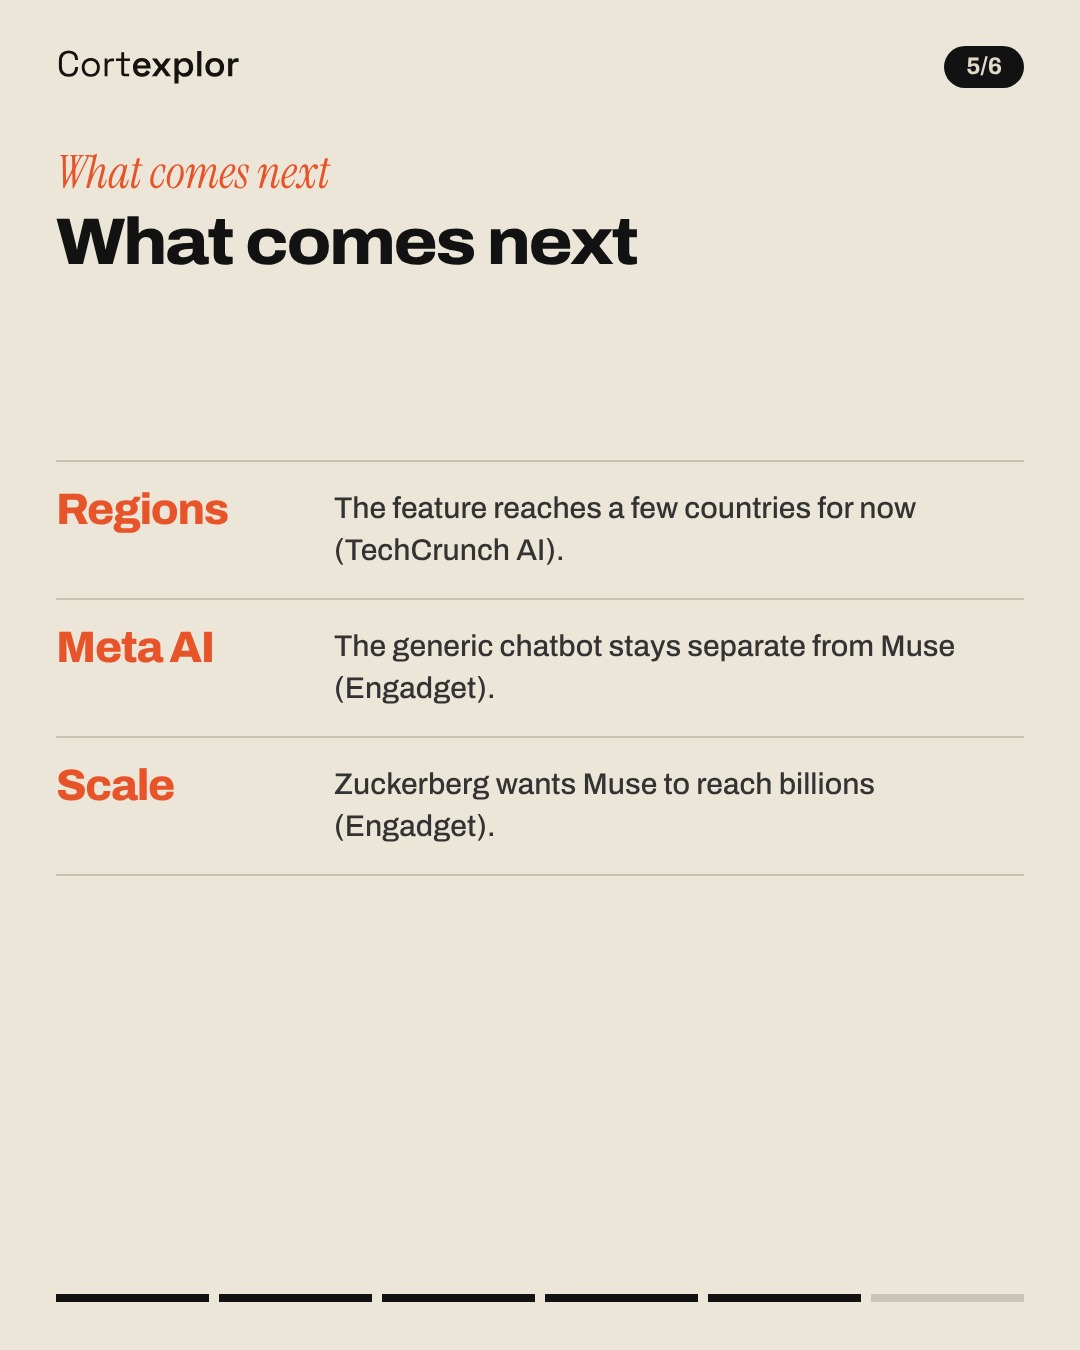 Cortexplor
5/6
What comes next
What comes next
Regions
The feature reaches a few countries for now
(TechCrunch AI).
Meta AI
The generic chatbot stays separate from Muse
(Engadget).
Scale
Zuckerberg wants Muse to reach billions
(Engadget).